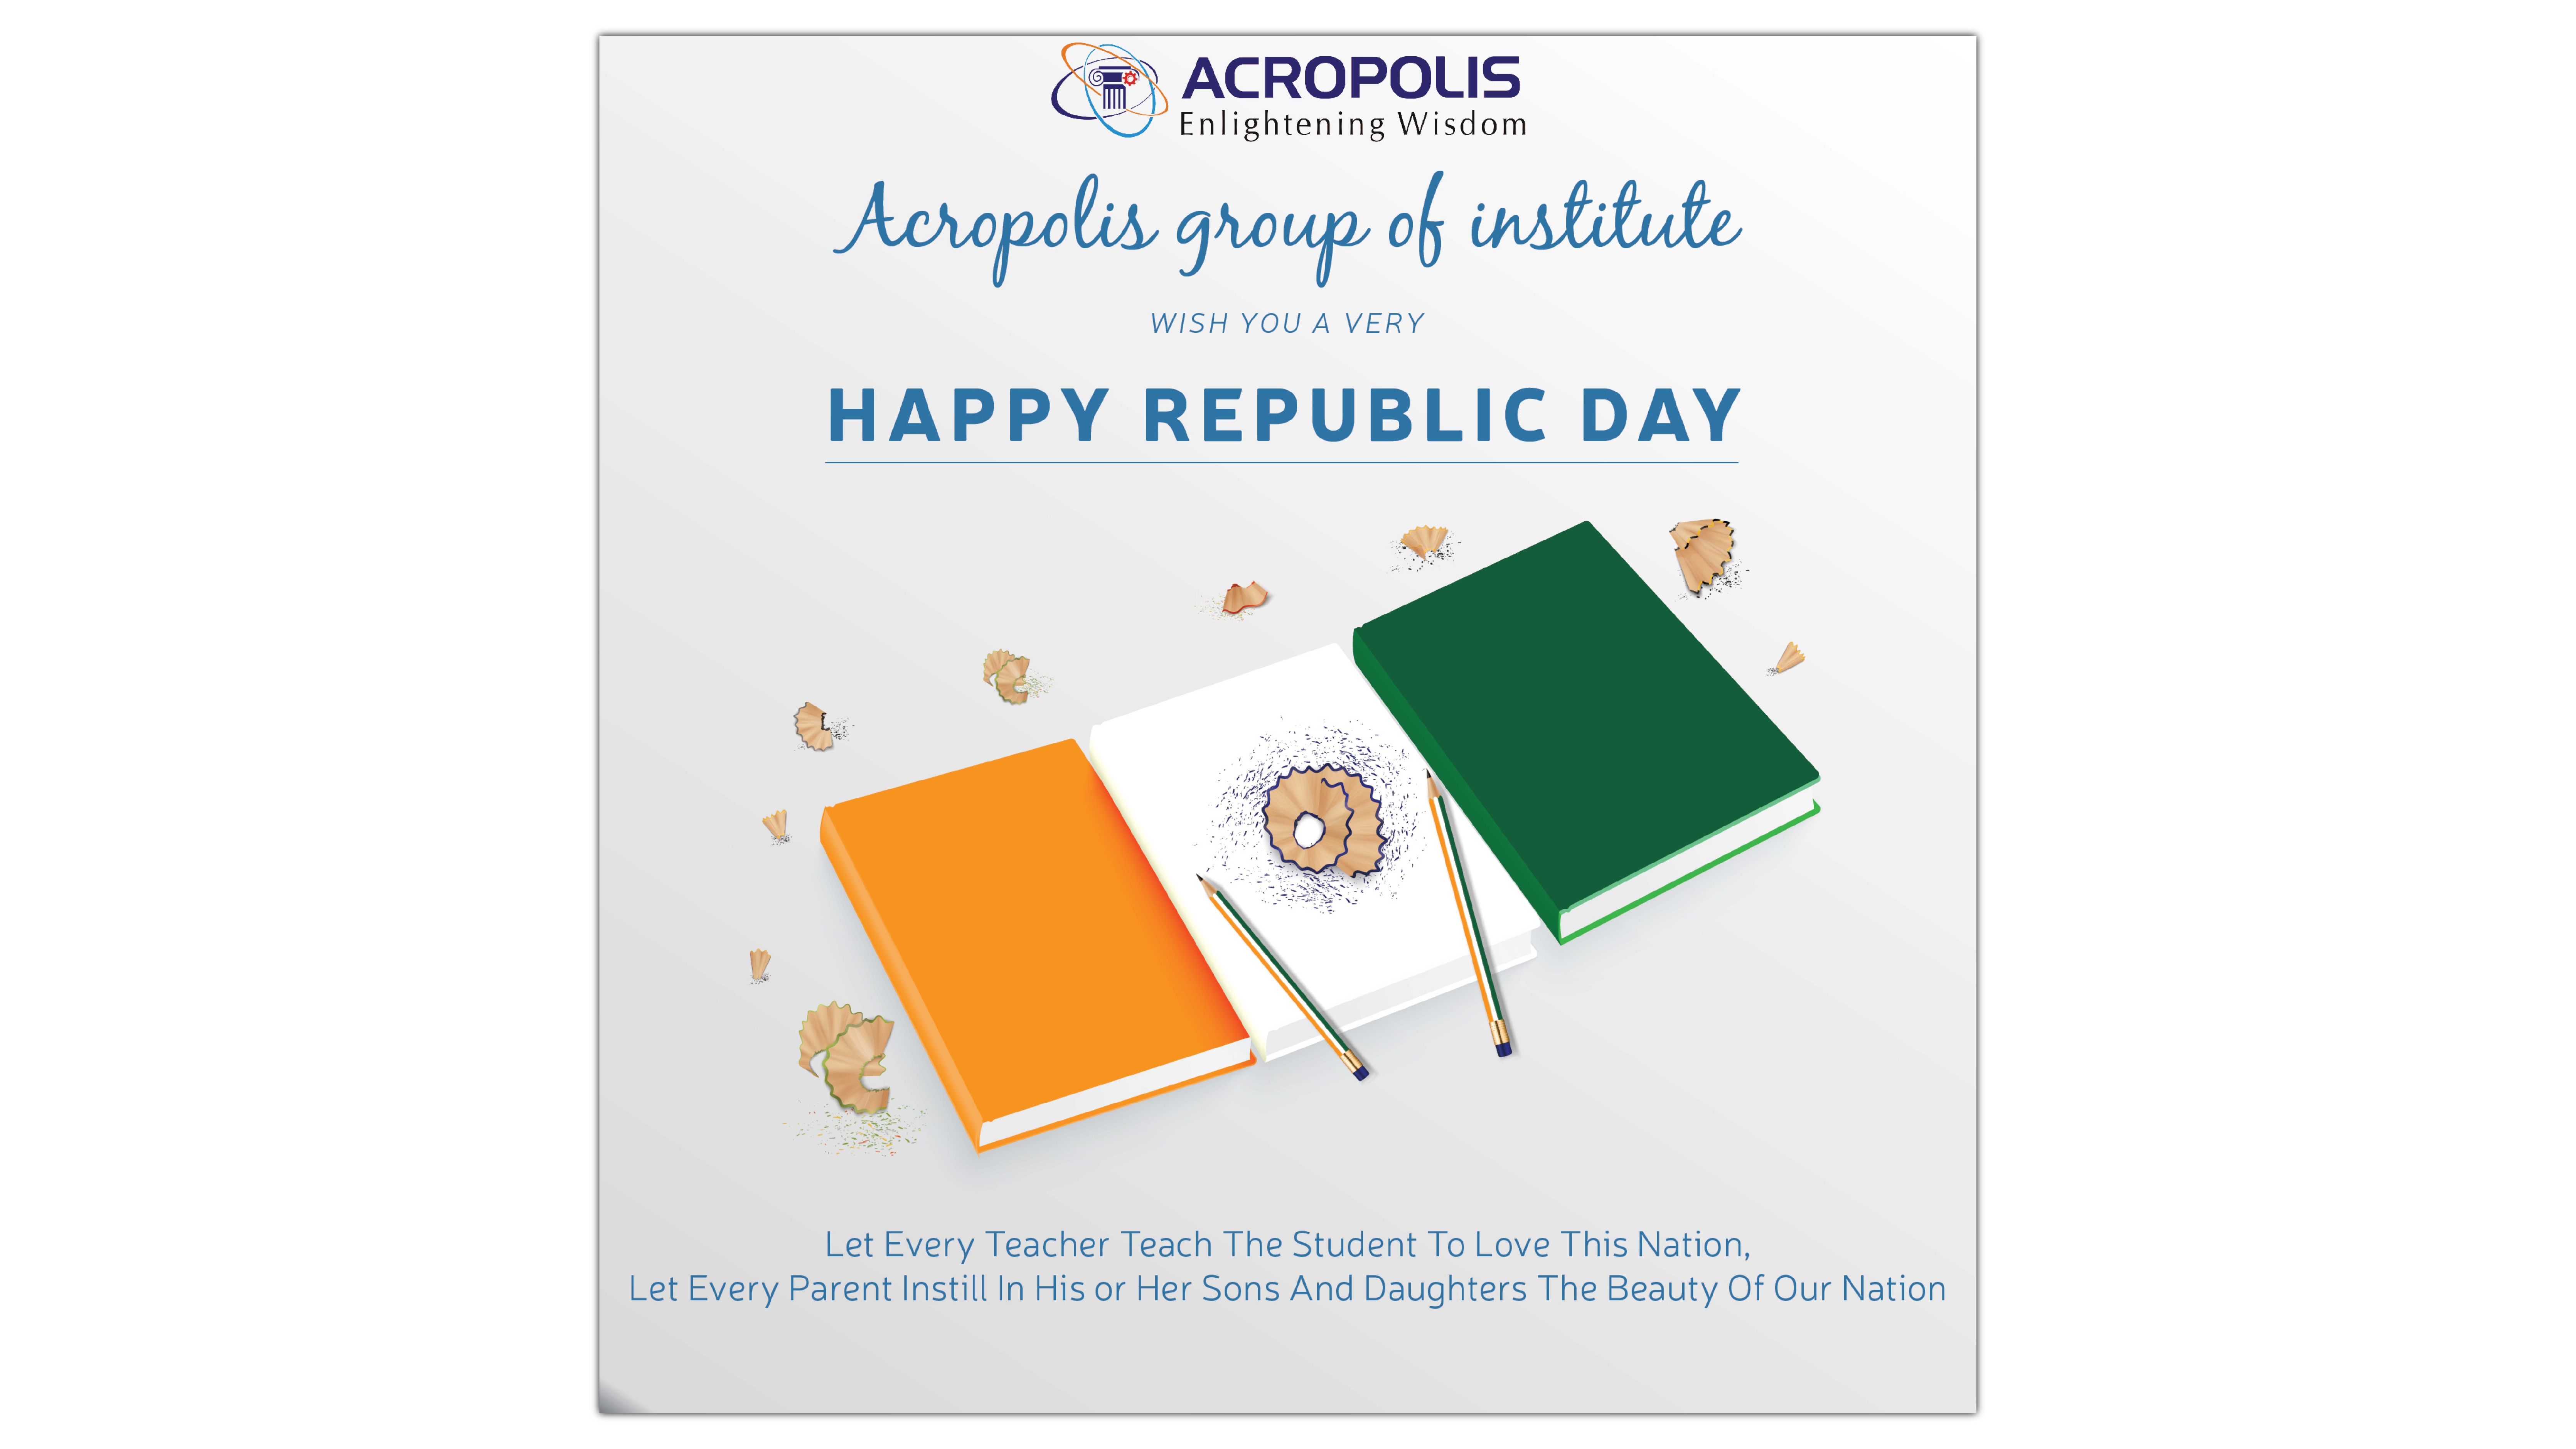 ACROPOLIS
Enlightening Wisdom
Acropolis group of institute
WISH YOU A VERY
HAPPY REPUBLIC DAY
Let Every Teacher Teach The Student To Love This Nation,
Let Every Parent Instill In His or Her Sons And Daughters The Beauty Of Our Nation